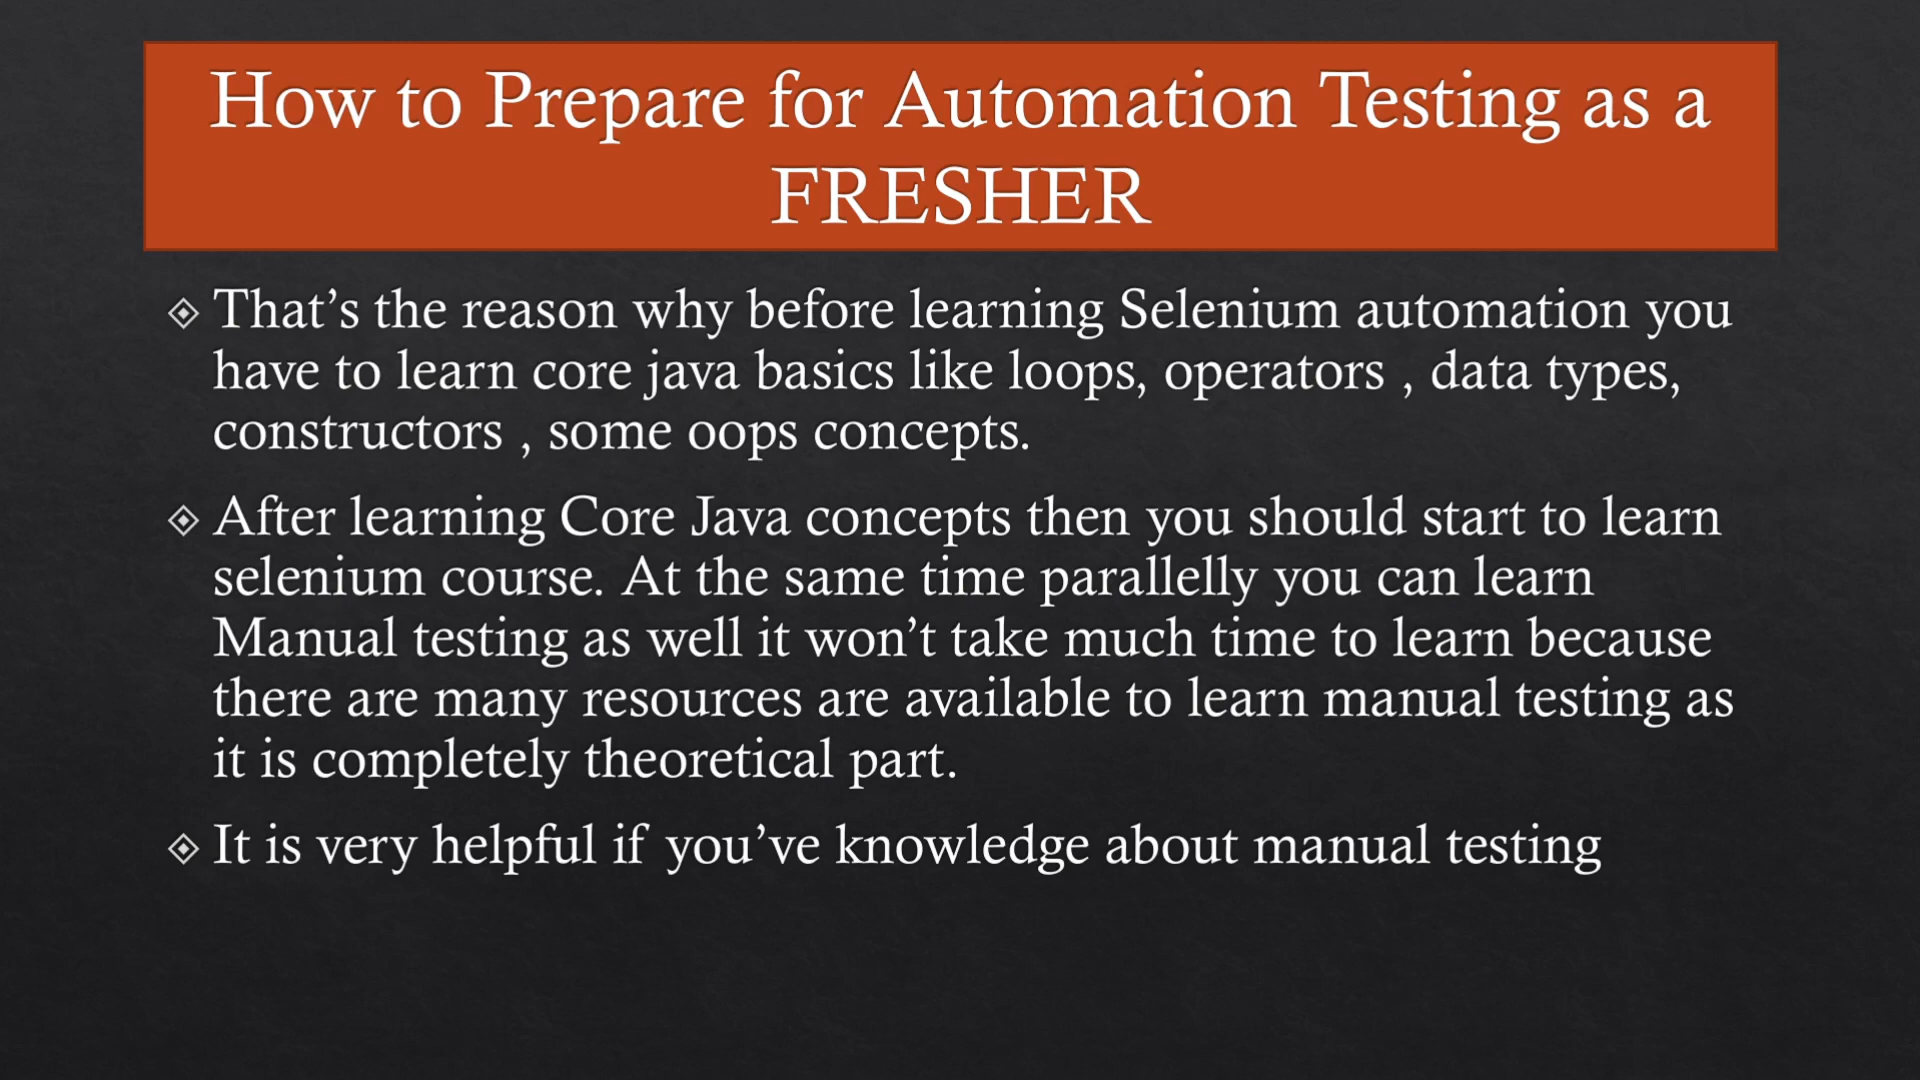 How to Prepare for Automation Testing as a
FRESHER
That’s the reason why before learning Selenium automation you
have to learn core java basics like loops, operators , data types,
constructors , some oops concepts.
After learning Core Java concepts then you should start to learn
selenium course. At the same time parallelly you can learn
Manual testing as well it won’t take much time to learn because
there are many resources are available to learn manual testing as
it is completely theoretical part.
It is very helpful if you’ve knowledge about manual testing